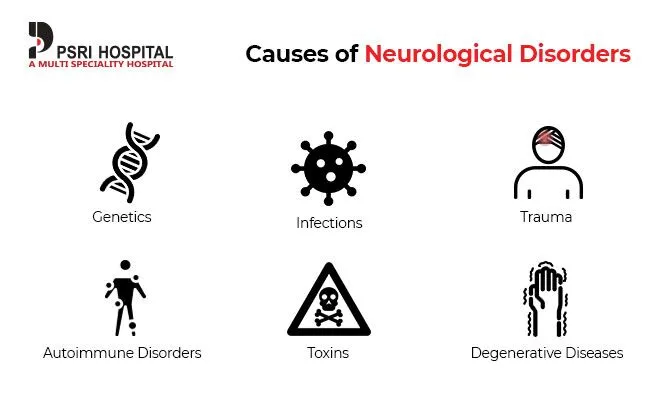 PSRI HOSPITAL
A MULTI SPECIALITY HOSPITAL
Causes of Neurological Disorders
Genetics
Infections
Trauma
Autoimmune Disorders
Toxins
Degenerative Diseases